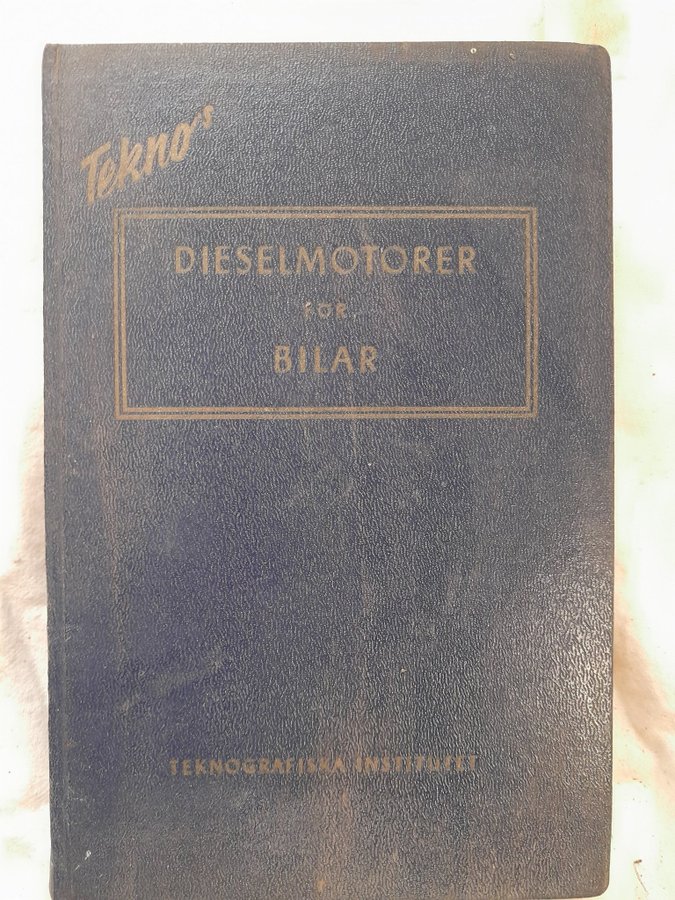 Tekno's
DIESELMOTORER
FÖR
BILAR
TEKNOGRAFISKA INSTITUTET